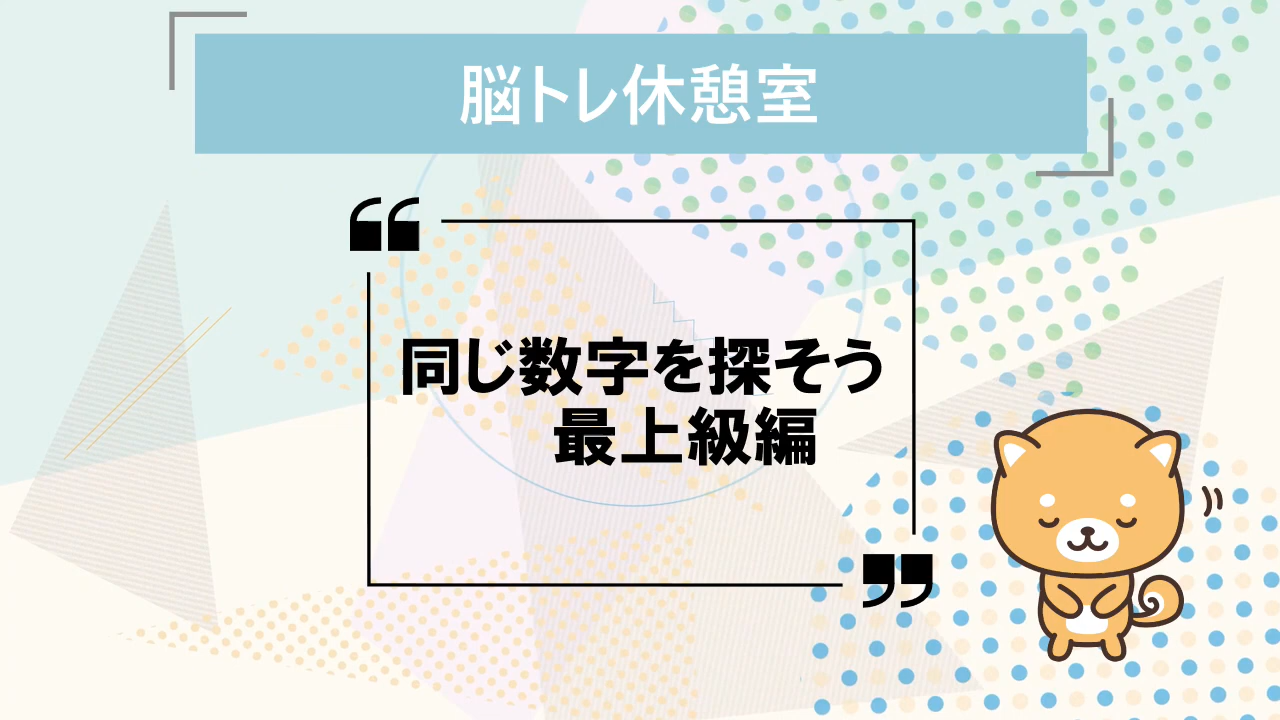 脳トレ休憩室
同じ数字を探そう
最上級編